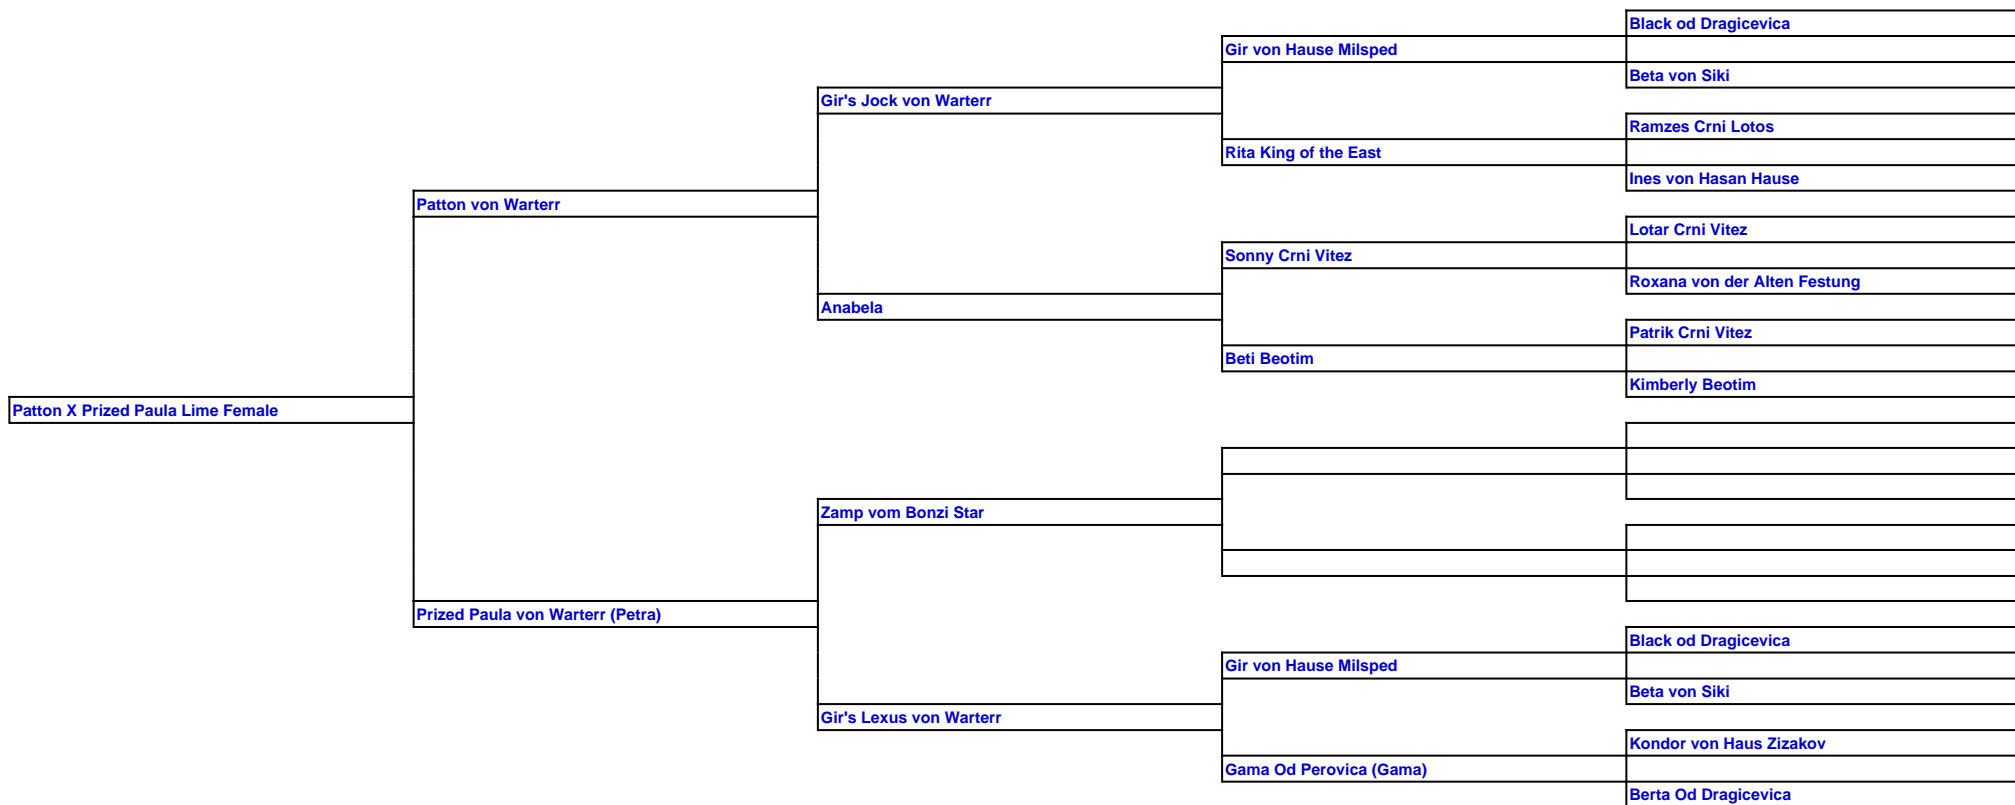 Black od Dragicevica
Gir von Hause Milsped
Beta von Siki
Gir's Jock von Warterr
Ramzes Crni Lotos
Rita King of the East
Ines von Hasan Hause
Patton von Warterr
Lotar Crni Vitez
Sonny Crni Vitez
Roxana von der Alten Festung
Anabela
Patrik Crni Vitez
Beti Beotim
Kimberly Beotim
Patton X Prized Paula Lime Female
Zamp vom Bonzi Star
Prized Paula von Warterr (Petra)
Black od Dragicevica
Gir von Hause Milsped
Beta von Siki
Gir's Lexus von Warterr
Kondor von Haus Zizakov
Gama Od Perovica (Gama)
Berta Od Dragicevica